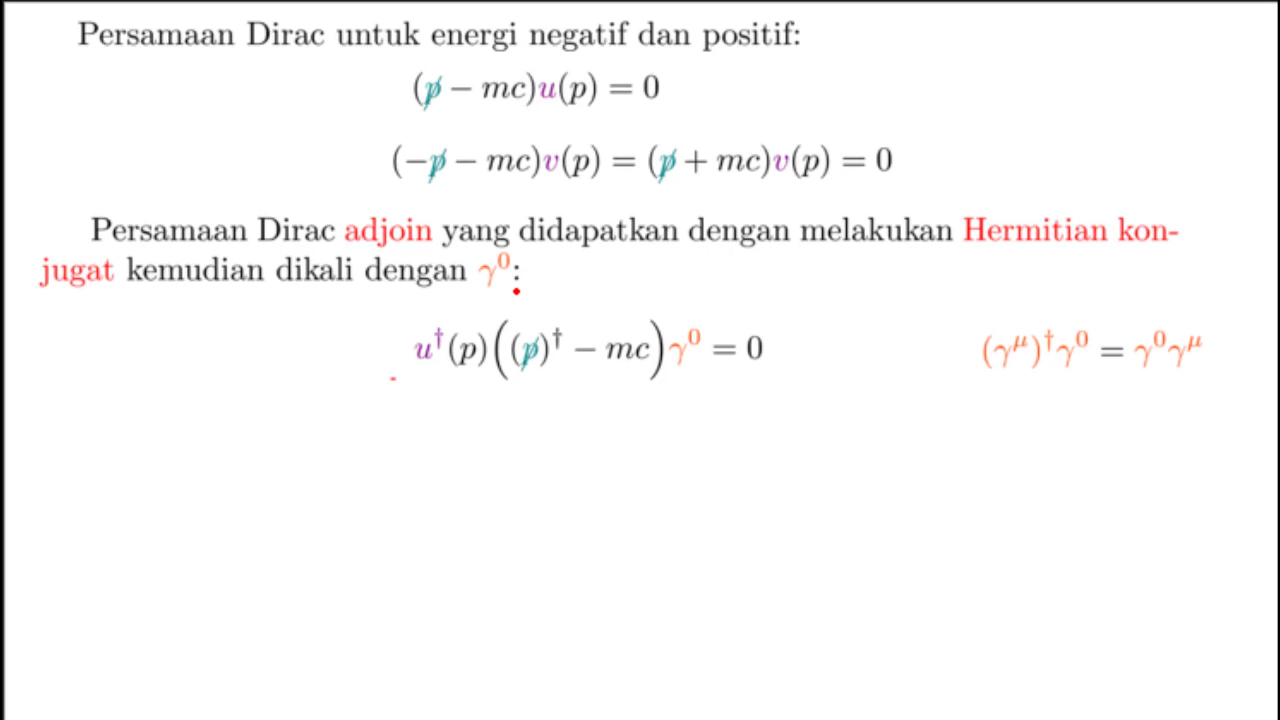 Persamaan Dirac untuk energi negatif dan positif:
(p̸ − mc)u(p) = 0
(−p̸ − mc)v(p) = (p̸ + mc)v(p) = 0
Persamaan Dirac adjoin yang didapatkan dengan melakukan Hermitian kon-
jugat kemudian dikali dengan γ⁰:
u†(p)((p̸)† − mc)γ⁰ = 0 (γ^μ)†γ⁰ = γ⁰γ^μ